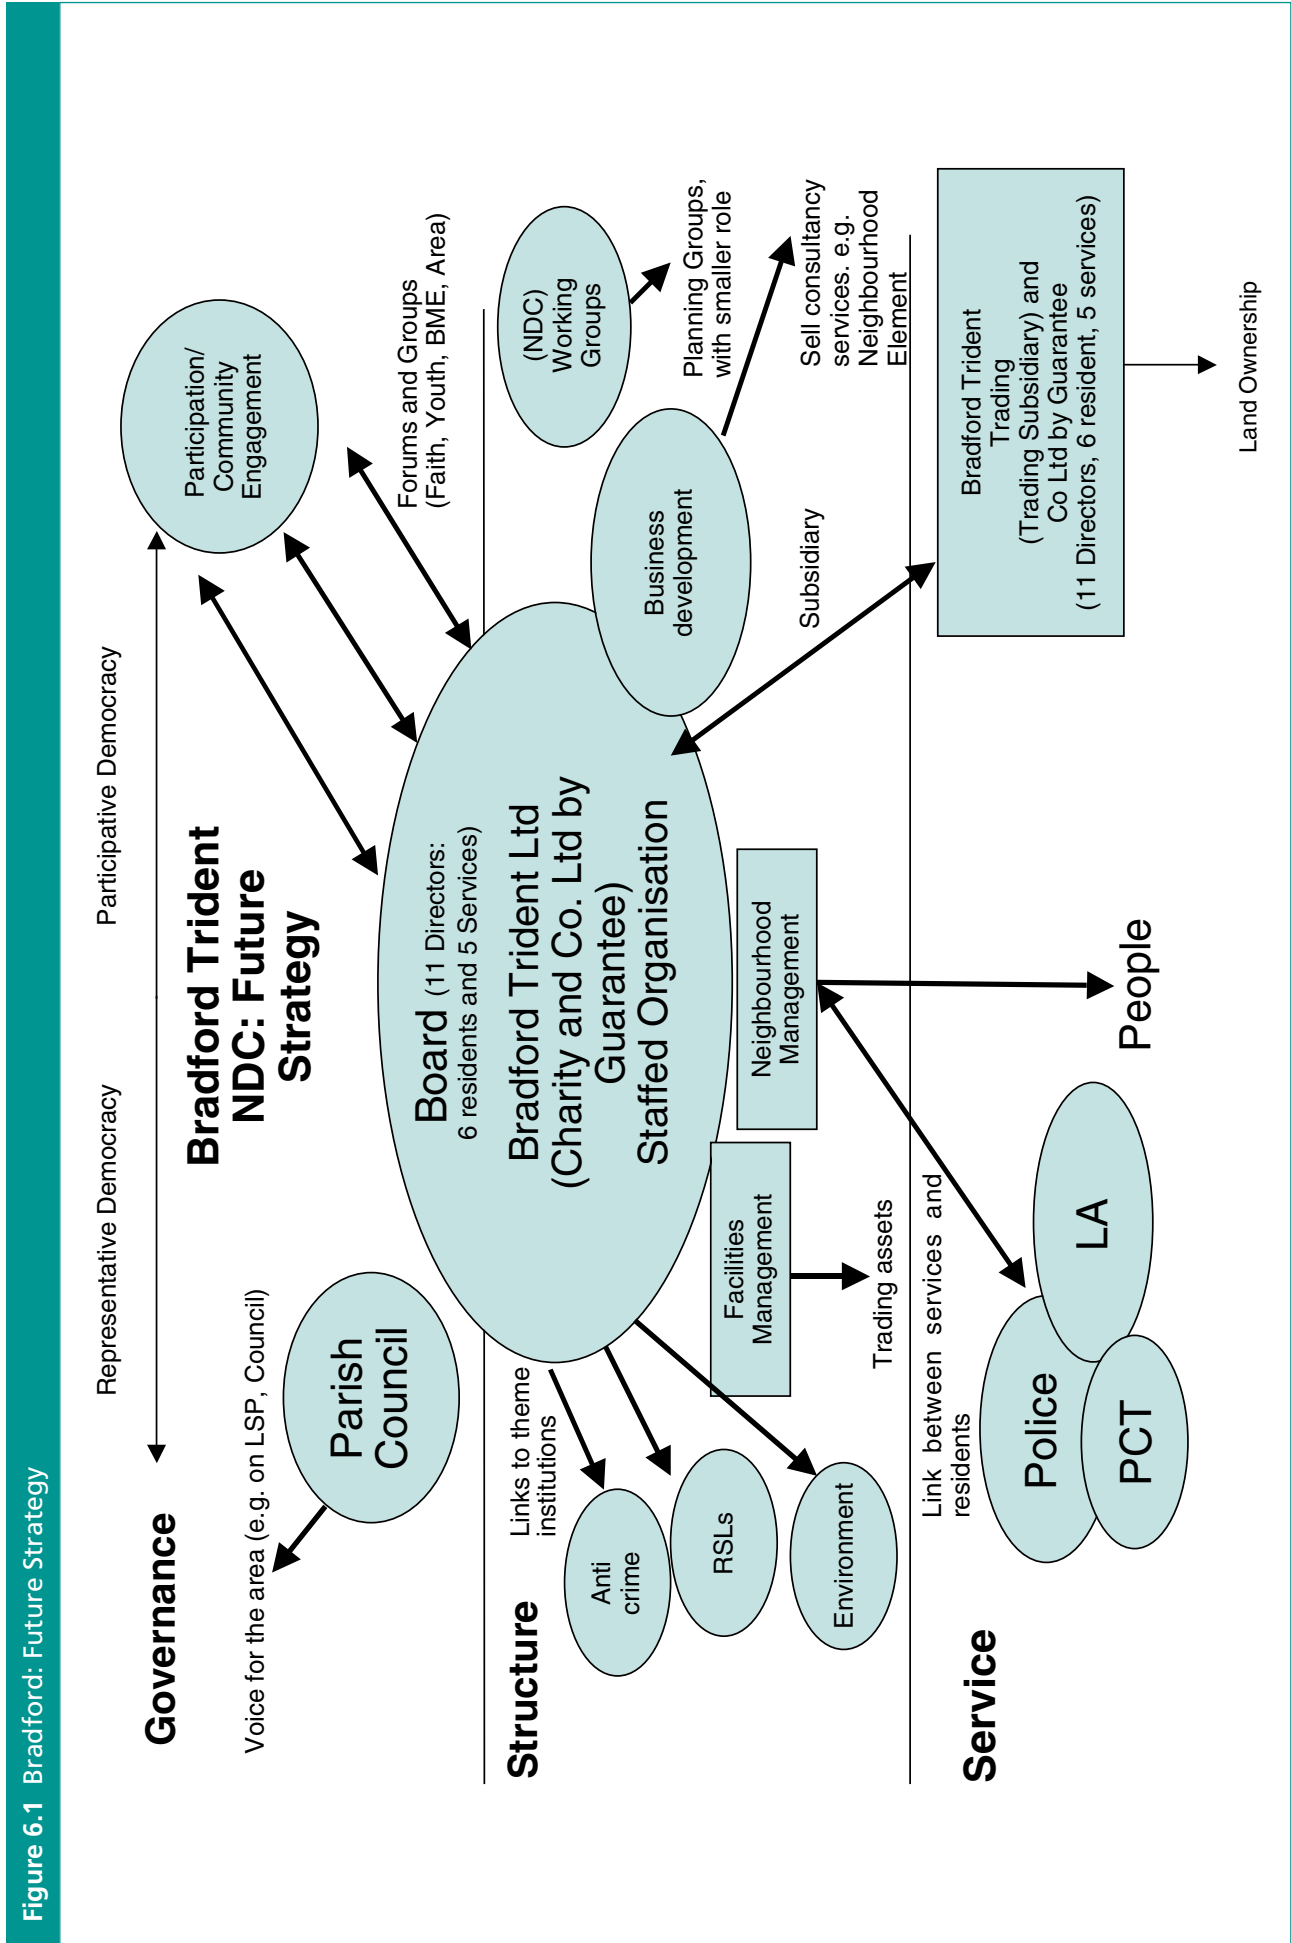 Figure 6.1 Bradford: Future Strategy
Representative Democracy
Participative Democracy
Governance
Bradford Trident
NDC: Future
Strategy
Voice for the area (e.g. on LSP, Council)
Parish
Council
Participation/
Community
Engagement
Forums and Groups
(Faith, Youth, BME, Area)
Structure
Links to theme
institutions
Anti
crime
RSLs
Environment
Board (11 Directors:
6 residents and 5 Services)
Bradford Trident Ltd
(Charity and Co. Ltd by
Guarantee)
Staffed Organisation
Facilities
Management
Trading assets
Neighbourhood
Management
Business
development
Subsidiary
(NDC)
Working
Groups
Planning Groups,
with smaller role
Sell consultancy
services. e.g.
Neighbourhood
Element
Service
Link between services and
residents
Police
LA
PCT
People
Bradford Trident
Trading
(Trading Subsidiary) and
Co Ltd by Guarantee
(11 Directors, 6 resident, 5 services)
Land Ownership